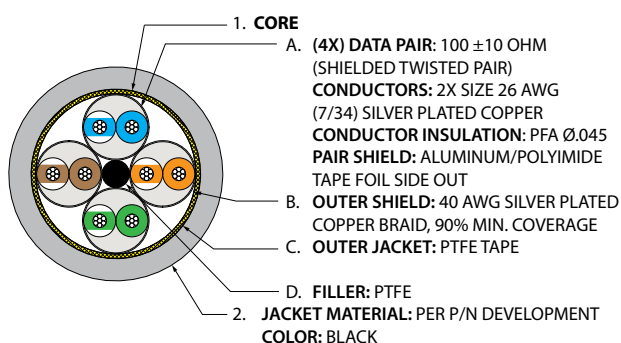 1. CORE
A. (4X) DATA PAIR: 100 ±10 OHM
(SHIELDED TWISTED PAIR)
CONDUCTORS: 2X SIZE 26 AWG
(7/34) SILVER PLATED COPPER
CONDUCTOR INSULATION: PFA Ø.045
PAIR SHIELD: ALUMINUM/POLYIMIDE
TAPE FOIL SIDE OUT
B. OUTER SHIELD: 40 AWG SILVER PLATED
COPPER BRAID, 90% MIN. COVERAGE
C. OUTER JACKET: PTFE TAPE
D. FILLER: PTFE
2. JACKET MATERIAL: PER P/N DEVELOPMENT
COLOR: BLACK